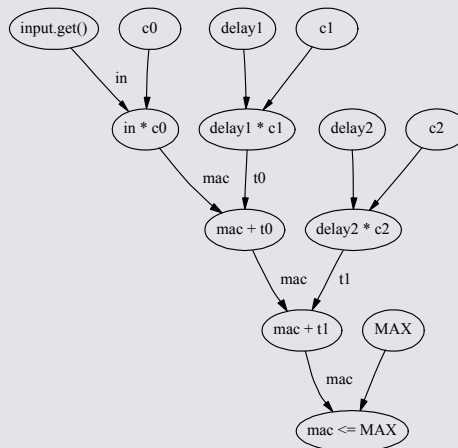 input.get() c0 delay1 c1
in
in * c0 delay1 * c1 delay2 c2
mac t0
mac + t0 delay2 * c2
mac t1
mac + t1 MAX
mac
mac <= MAX